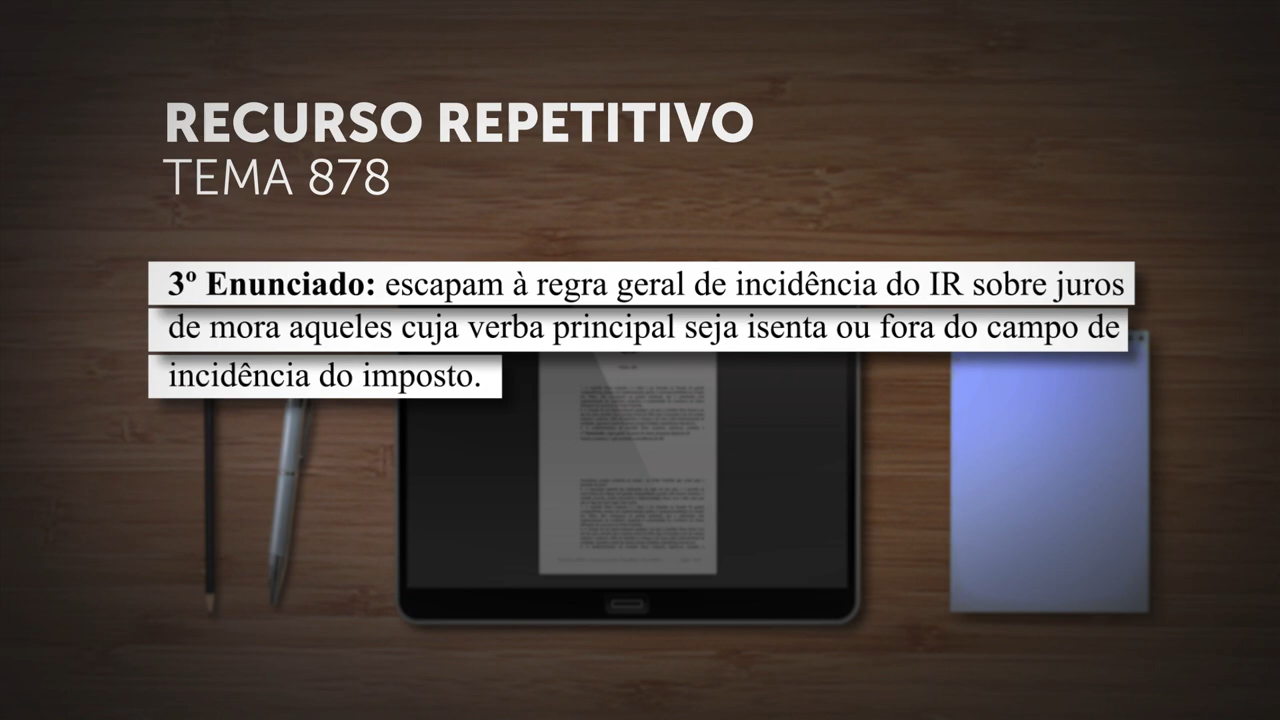 RECURSO REPETITIVO
TEMA 878
3º Enunciado: escapam à regra geral de incidência do IR sobre juros
de mora aqueles cuja verba principal seja isenta ou fora do campo de
incidência do imposto.